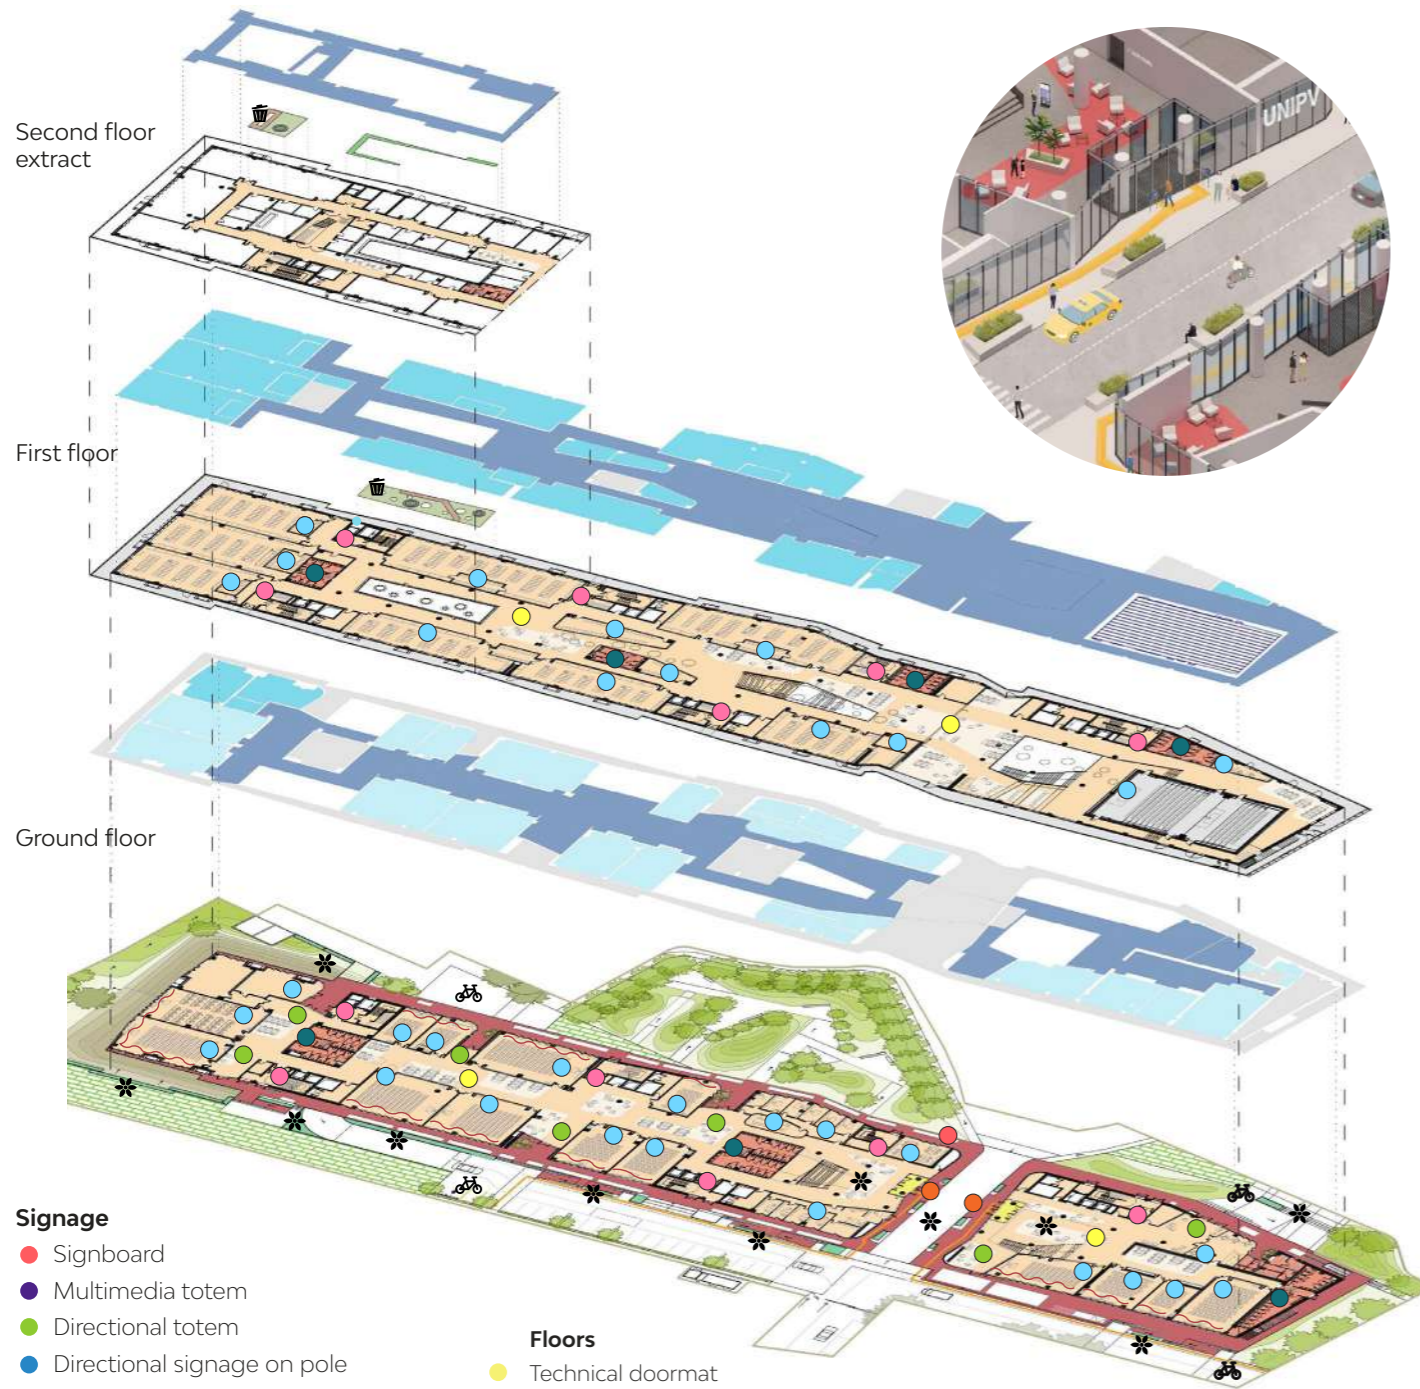 Second floor
extract
UNIPV
First floor
Ground floor
Signage
Signboard
Multimedia totem
Directional totem
Directional signage on pole
Floors
Technical doormat